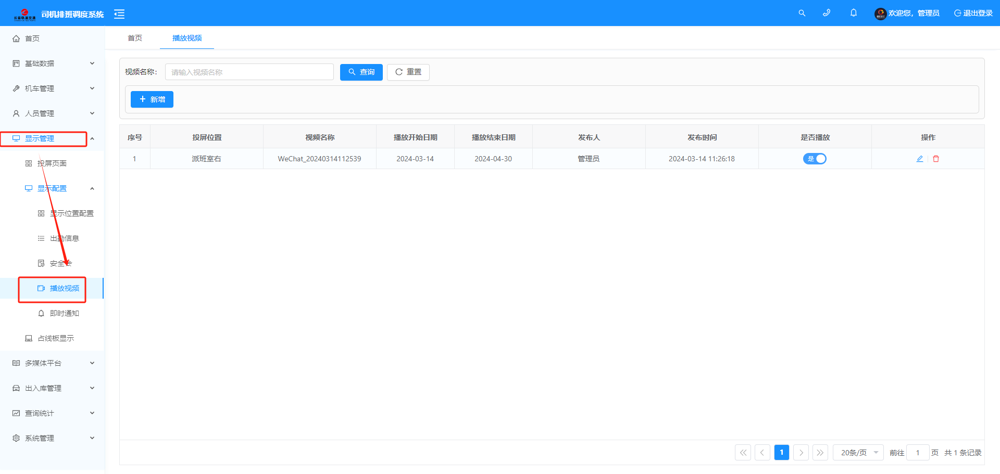 长春轨道交通
司机排班调度系统
欢迎您，管理员
退出登录
首页
基础数据
机车管理
人员管理
显示管理
投屏页面
显示配置
显示位置配置
出勤信息
安全会
播放视频
即时通知
占线板显示
多媒体平台
出入库管理
查询统计
系统管理
首页
播放视频
视频名称：
请输入视频名称
查询
重置
新增
序号 投屏位置 视频名称 播放开始日期 播放结束日期 发布人 发布时间 是否播放 操作
1 派班室右 WeChat_20240314112539 2024-03-14 2024-04-30 管理员 2024-03-14 11:26:18 是
1 20条/页 前往 1 页 共 1 条记录